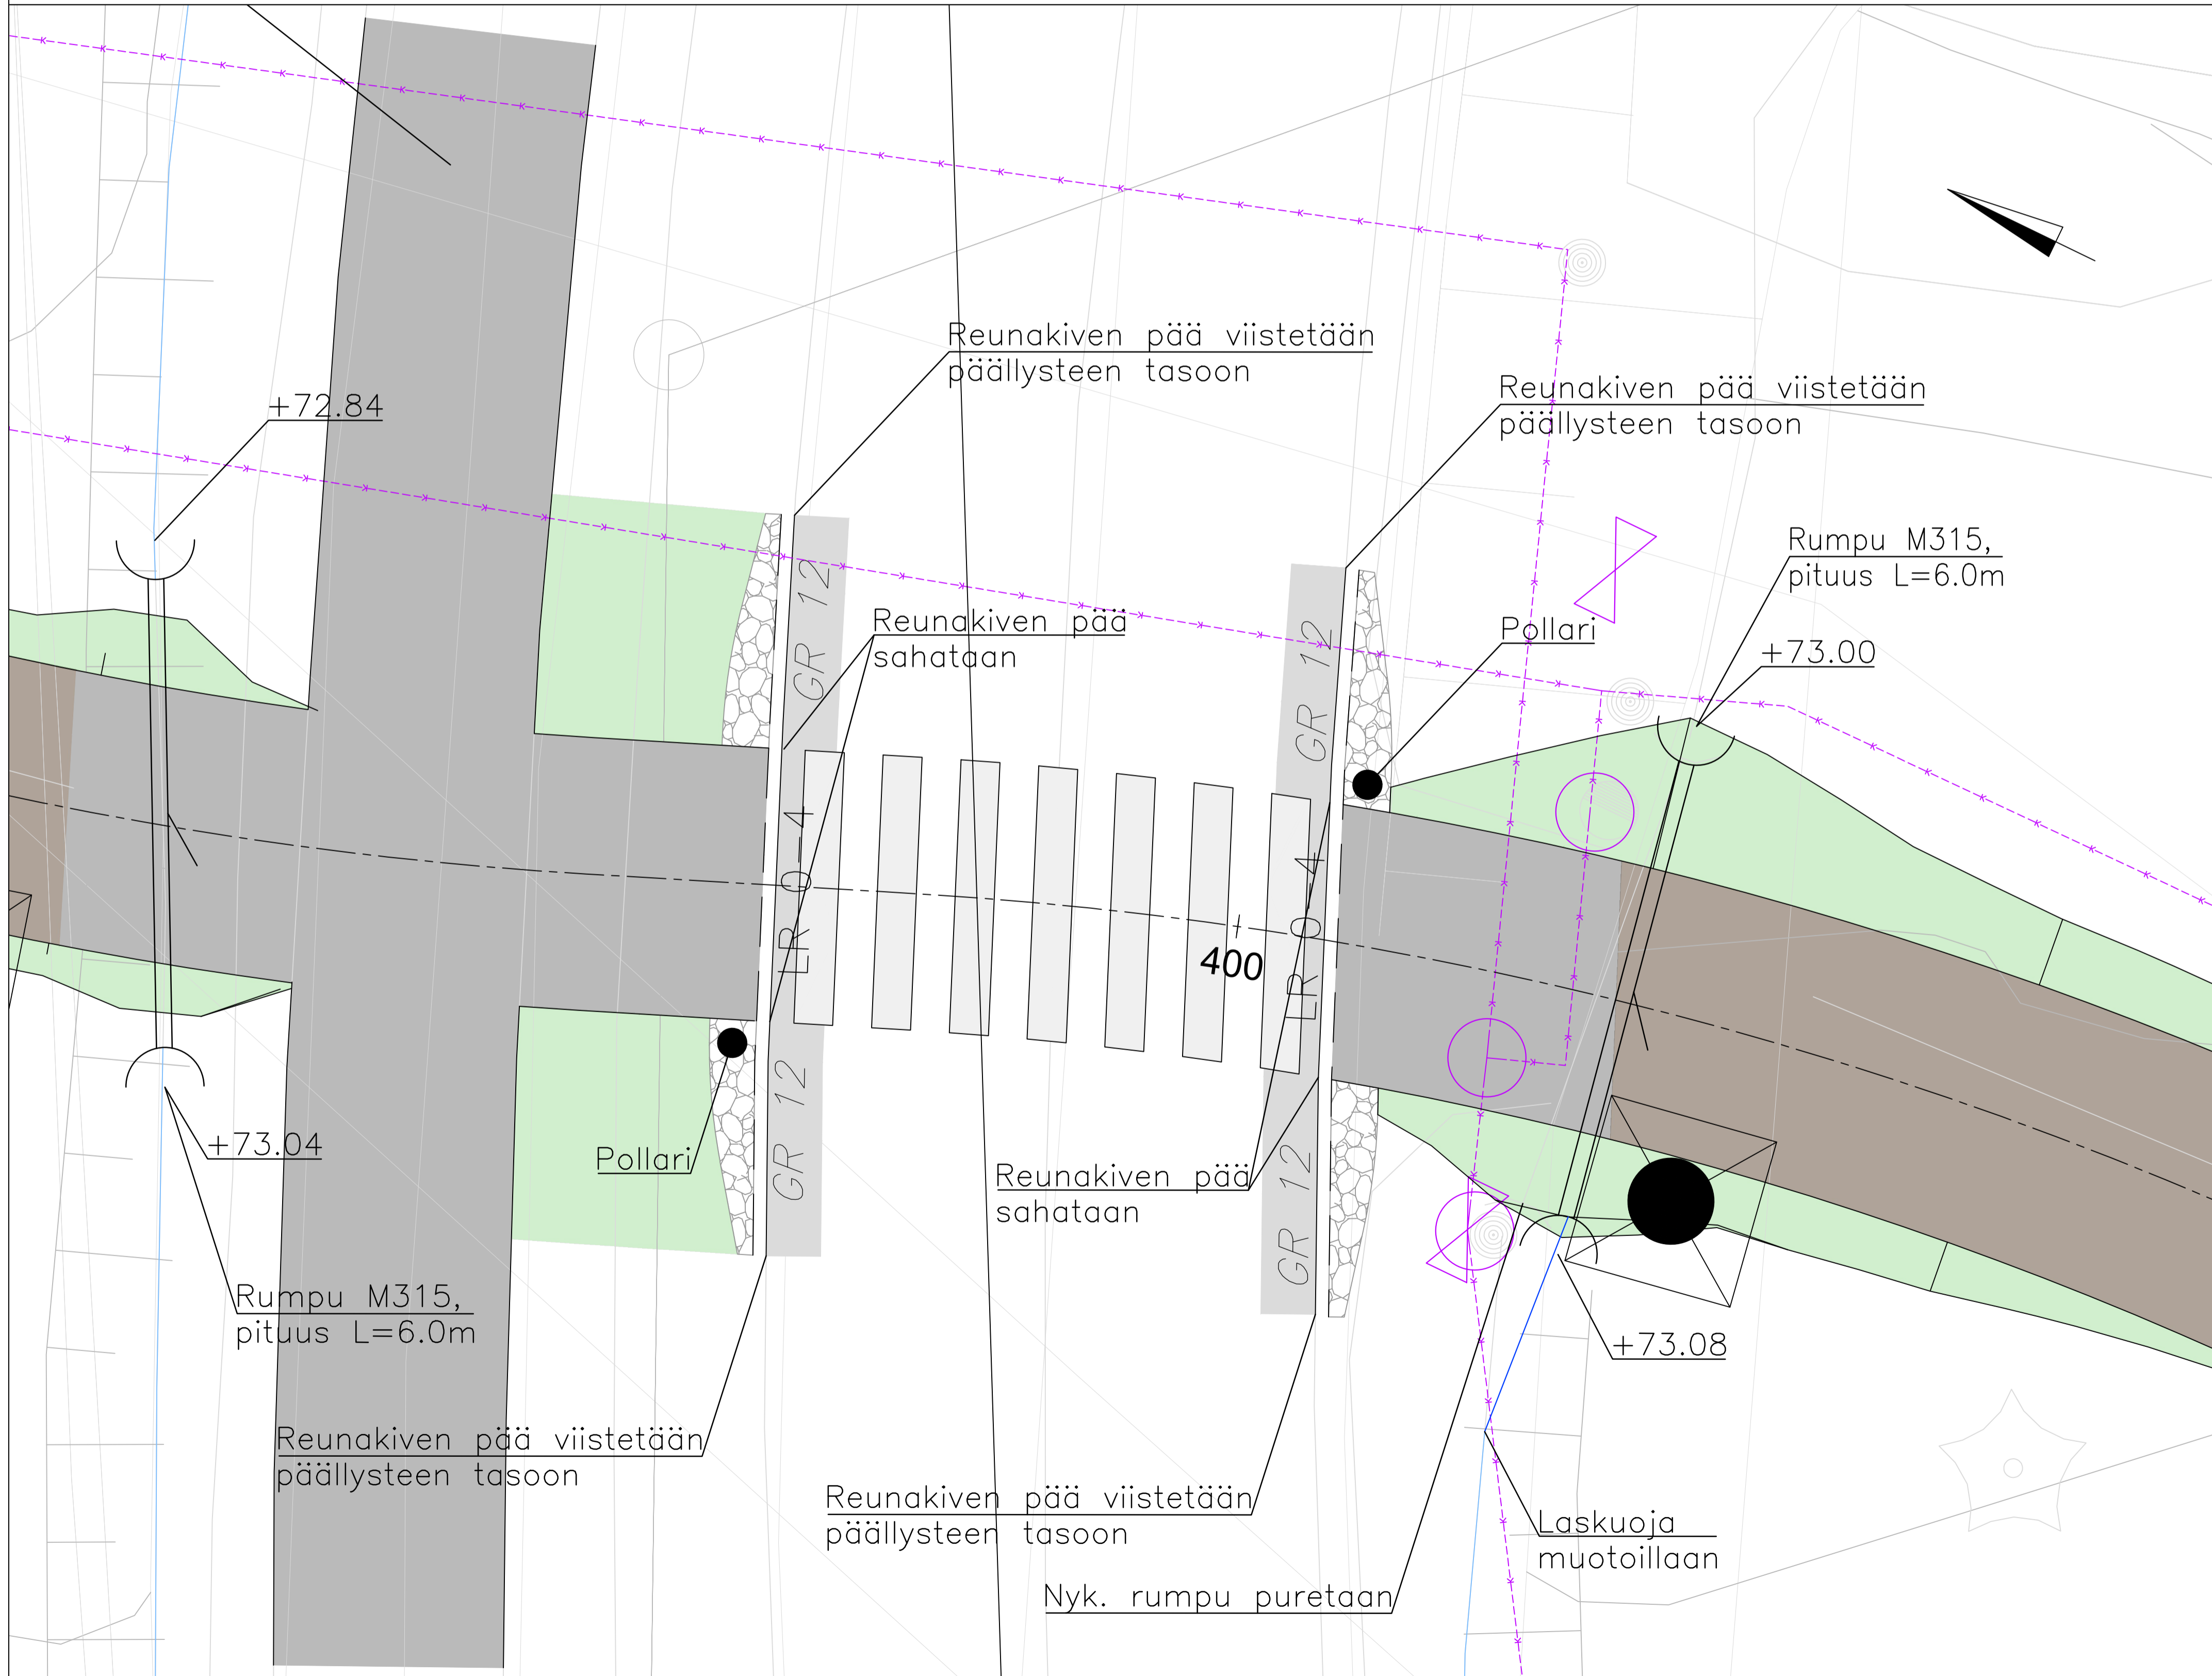 Reunakiven pää viistetään
päällysteen tasoon
Reunakiven pää viistetään
päällysteen tasoon
+72.84
Rumpu M315,
pituus L=6.0m
+73.00
Pollari
Reunakiven pää
sahataan
GR 12
GR 12
LR 0-4
LR 0-4
400
GR 12
GR 12
+73.04
Pollari
Reunakiven pää
sahataan
Rumpu M315,
pituus L=6.0m
+73.08
Reunakiven pää viistetään
päällysteen tasoon
Reunakiven pää viistetään
päällysteen tasoon
Laskuoja
muotoillaan
Nyk. rumpu puretaan